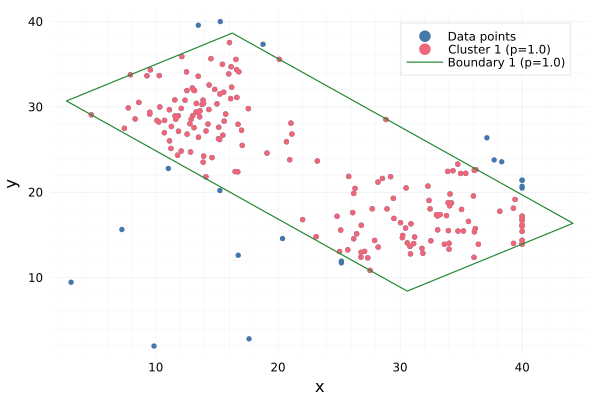 40
30
20
10
y
Data points
Cluster 1 (p=1.0)
Boundary 1 (p=1.0)
10 20 30 40
x